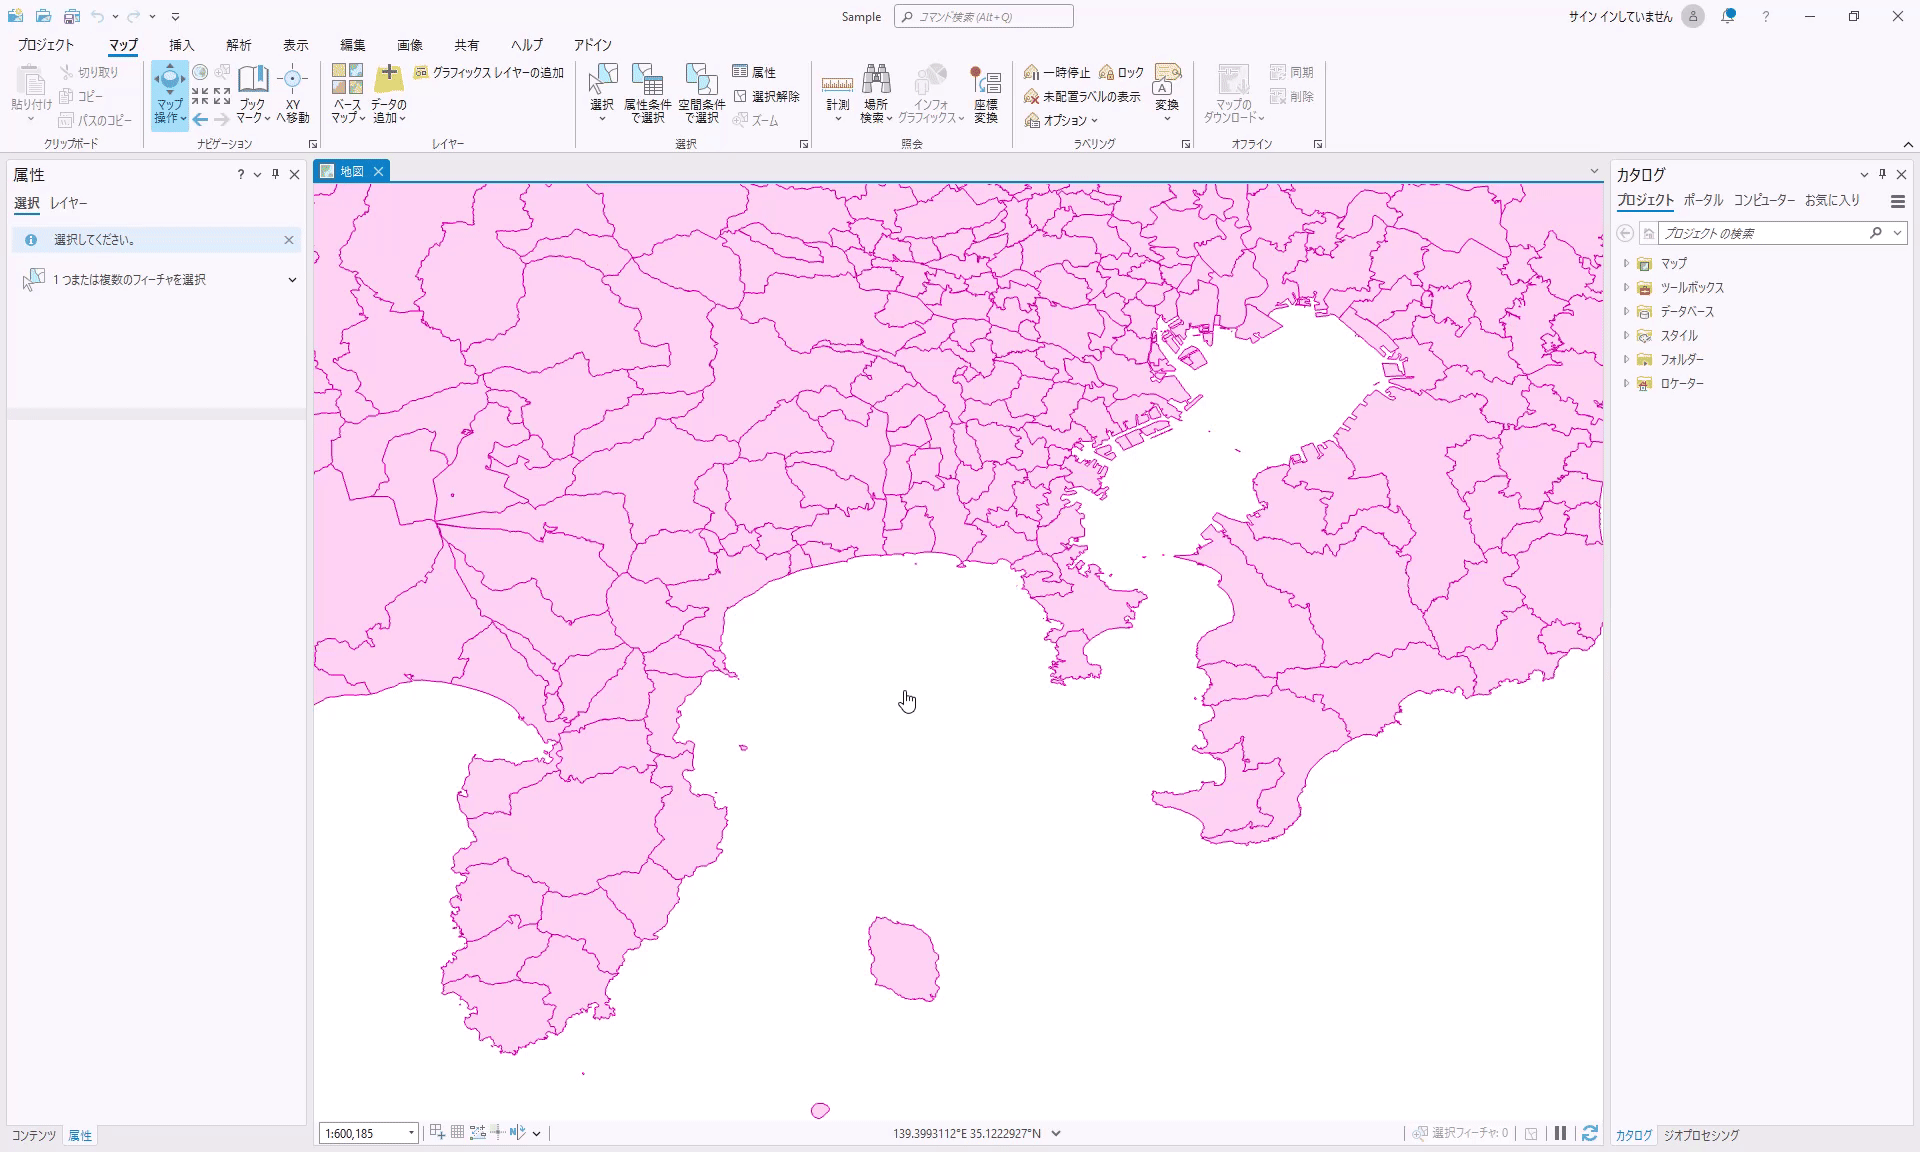 Sample
コマンド検索 (Alt+Q)
サイン インしていません
プロジェクト マップ 挿入 解析 表示 編集 画像 共有 ヘルプ アドイン
貼り付け
切り取り
コピー
パスのコピー
クリップボード
マップ
操作
ブック
マーク
XY
へ移動
ナビゲーション
ベース
マップ
データの
追加
グラフィックス レイヤーの追加
レイヤー
選択
属性条件
で選択
空間条件
で選択
属性
選択解除
ズーム
選択
計測
場所
検索
インフォ
グラフィックス
座標
変換
照会
一時停止 ロック
未配置ラベルの表示
オプション
変換
ラベリング
マップの
ダウンロード
同期
削除
オフライン
属性
選択 レイヤー
選択してください。
1 つまたは複数のフィーチャを選択
コンテンツ 属性
地図
1:600,185
139.3993112°E 35.1222927°N
選択フィーチャ: 0
カタログ
プロジェクト ポータル コンピューター お気に入り
プロジェクト の検索
マップ
ツールボックス
データベース
スタイル
フォルダー
ロケーター
カタログ ジオプロセシング